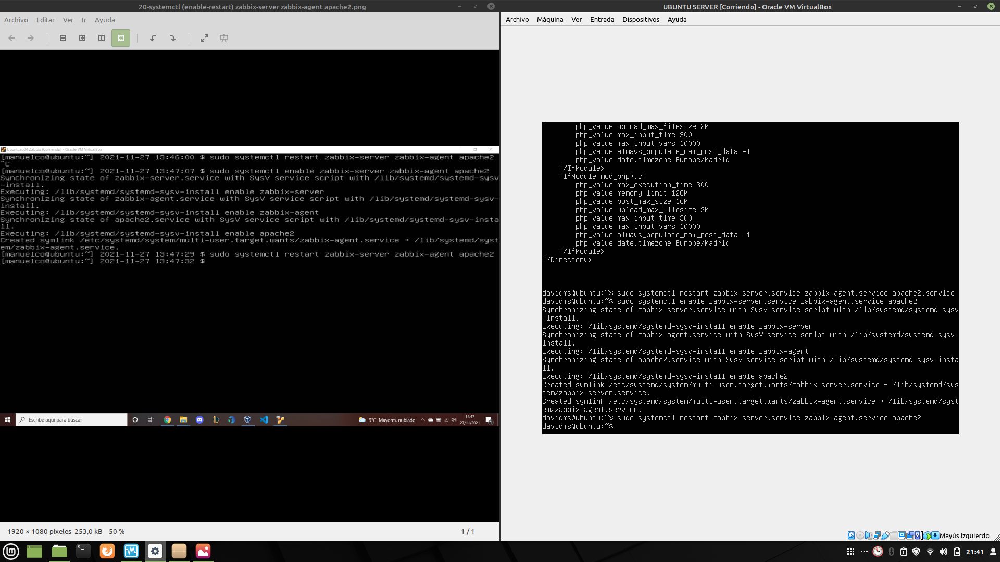 20-systemctl (enable-restart) zabbix-server zabbix-agent apache2.png
Archivo Editar Ver Ir Ayuda
Ubuntu2004 Zabbix [Corriendo] - Oracle VM VirtualBox
[manuelco@ubuntu:~] 2021-11-27 13:46:00 $ sudo systemctl restart zabbix-server zabbix-agent apache2
^C
[manuelco@ubuntu:~] 2021-11-27 13:47:07 $ sudo systemctl enable zabbix-server zabbix-agent apache2
Synchronizing state of zabbix-server.service with SysV service script with /lib/systemd/systemd-sysv
-install.
Executing: /lib/systemd/systemd-sysv-install enable zabbix-server
Synchronizing state of zabbix-agent.service with SysV service script with /lib/systemd/systemd-sysv-
install.
Executing: /lib/systemd/systemd-sysv-install enable zabbix-agent
Synchronizing state of apache2.service with SysV service script with /lib/systemd/systemd-sysv-insta
ll.
Executing: /lib/systemd/systemd-sysv-install enable apache2
Created symlink /etc/systemd/system/multi-user.target.wants/zabbix-agent.service → /lib/systemd/syst
em/zabbix-agent.service.
[manuelco@ubuntu:~] 2021-11-27 13:47:29 $ sudo systemctl restart zabbix-server zabbix-agent apache2
[manuelco@ubuntu:~] 2021-11-27 13:47:32 $
Escribe aquí para buscar
9°C Mayorm. nublado
14:47
27/11/2021
1920 × 1080 píxeles 253,0 kB 50 %
1 / 1
UBUNTU SERVER [Corriendo] - Oracle VM VirtualBox
Archivo Máquina Ver Entrada Dispositivos Ayuda
php_value upload_max_filesize 2M
php_value max_input_time 300
php_value max_input_vars 10000
php_value always_populate_raw_post_data -1
php_value date.timezone Europe/Madrid
</IfModule>
<IfModule mod_php7.c>
php_value max_execution_time 300
php_value memory_limit 128M
php_value post_max_size 16M
php_value upload_max_filesize 2M
php_value max_input_time 300
php_value max_input_vars 10000
php_value always_populate_raw_post_data -1
php_value date.timezone Europe/Madrid
</IfModule>
</Directory>
davidms@ubuntu:~$ sudo systemctl restart zabbix-server.service zabbix-agent.service apache2.service
davidms@ubuntu:~$ sudo systemctl enable zabbix-server.service zabbix-agent.service apache2
Synchronizing state of zabbix-server.service with SysV service script with /lib/systemd/systemd-sysv
-install.
Executing: /lib/systemd/systemd-sysv-install enable zabbix-server
Synchronizing state of zabbix-agent.service with SysV service script with /lib/systemd/systemd-sysv-
install.
Executing: /lib/systemd/systemd-sysv-install enable zabbix-agent
Synchronizing state of apache2.service with SysV service script with /lib/systemd/systemd-sysv-insta
ll.
Executing: /lib/systemd/systemd-sysv-install enable apache2
Created symlink /etc/systemd/system/multi-user.target.wants/zabbix-server.service → /lib/systemd/sys
tem/zabbix-server.service.
Created symlink /etc/systemd/system/multi-user.target.wants/zabbix-agent.service → /lib/systemd/syst
em/zabbix-agent.service.
davidms@ubuntu:~$ sudo systemctl restart zabbix-server.service zabbix-agent.service apache2
davidms@ubuntu:~$
Mayús Izquierdo
21:41